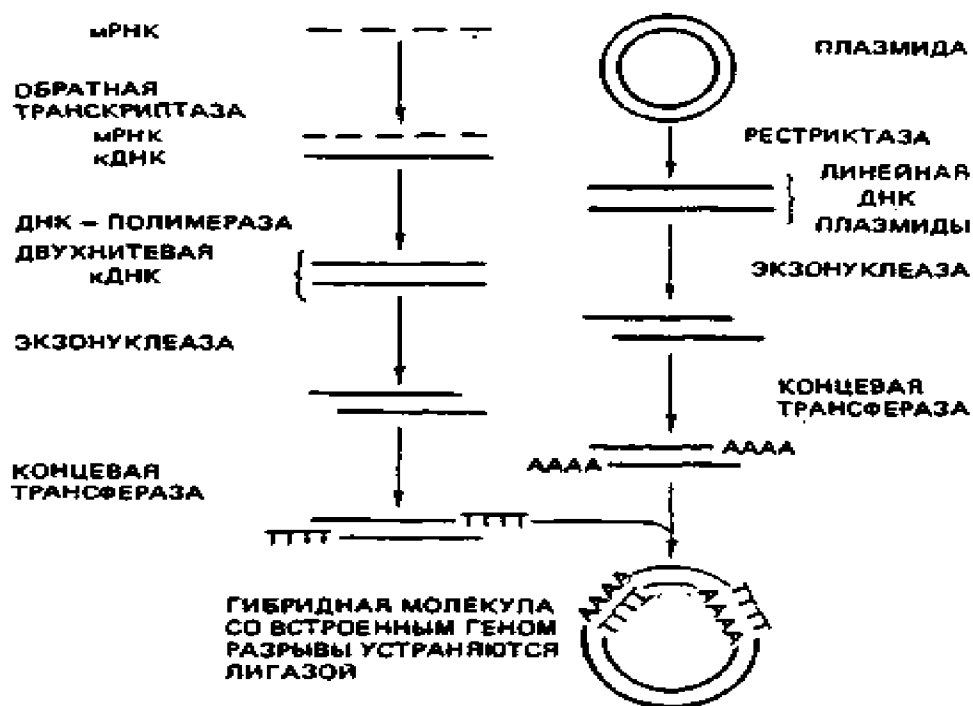 мРНК
ОБРАТНАЯ
ТРАНСКРИПТАЗА
мРНК
кДНК
ДНК – ПОЛИМЕРАЗА
ДВУХНИТЕВАЯ
кДНК
ЭКЗОНУКЛЕАЗА
КОНЦЕВАЯ
ТРАНСФЕРАЗА
ТТТТ
ТТТТ
ПЛАЗМИДА
РЕСТРИКТАЗА
ЛИНЕЙНАЯ
ДНК
ПЛАЗМИДЫ
ЭКЗОНУКЛЕАЗА
КОНЦЕВАЯ
ТРАНСФЕРАЗА
АААА
АААА
ГИБРИДНАЯ МОЛЕКУЛА
СО ВСТРОЕННЫМ ГЕНОМ
РАЗРЫВЫ УСТРАНЯЮТСЯ
ЛИГАЗОЙ
АААА
ТТТТ
АААА
ТТТТ